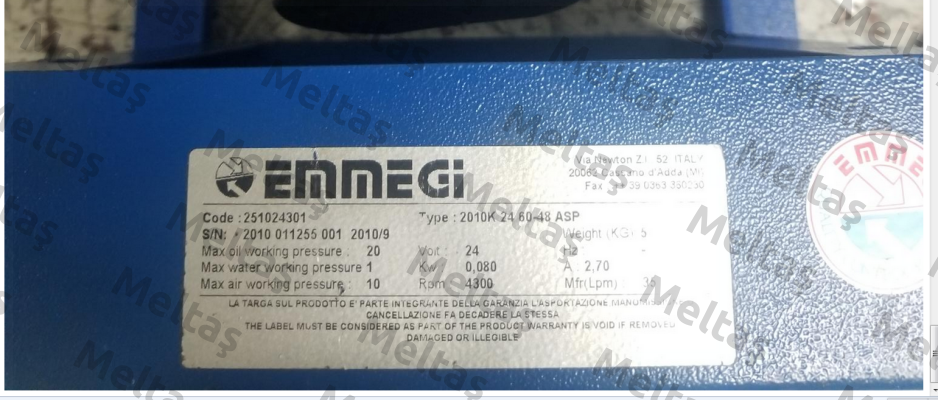 EMMEGI
Via Newton Z.I. 52 ITALY
20062 Cassano d'Adda (MI)
Fax
Code : 251024301 Type : 2010K 24 60-48 ASP
S/N: - 2010 011255 001 2010/9 Weight (KG) 5
Max oil working pressure : 20 Volt : 24 Hz : -
Max water working pressure 1 Kw : 0,080 A : 2,70
Max air working pressure : 10 Rpm 4300 Mfr(Lpm)
LA TARGA SUL PRODOTTO E' PARTE INTEGRANTE DELLA GARANZIA L'ASPORTAZIONE
CANCELLAZIONE FA DECADERE LA STESSA
THE LABEL MUST BE CONSIDERED AS PART OF THE PRODUCT WARRANTY IS VOID IF REMOVED
DAMAGED OR ILLEGIBLE
EMMEG
Meltaş